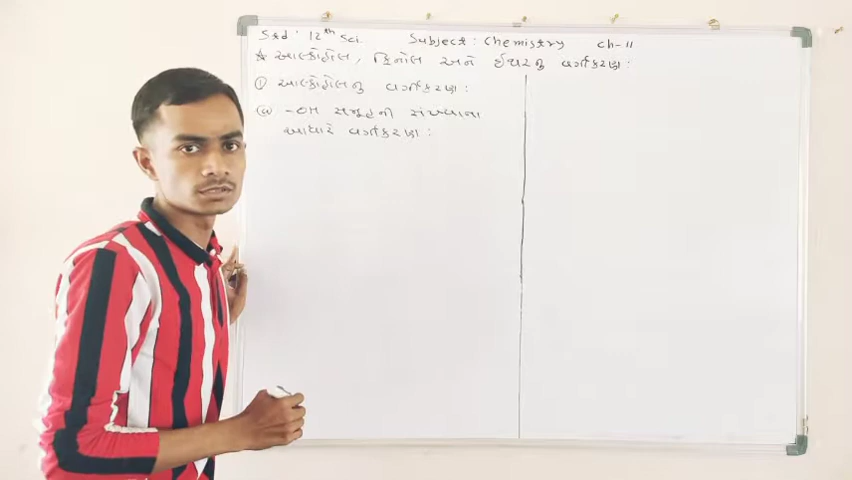 Std : 12th Sci. Subject : Chemistry ch-11
* આલ્કોહોલ, ફિનોલ અને ઈથરનુ વર્ગીકરણ :
① આલ્કોહોલનુ વર્ગીકરણ :
ⓐ -OH સમૂહની સંખ્યાના
આધારે વર્ગીકરણ :